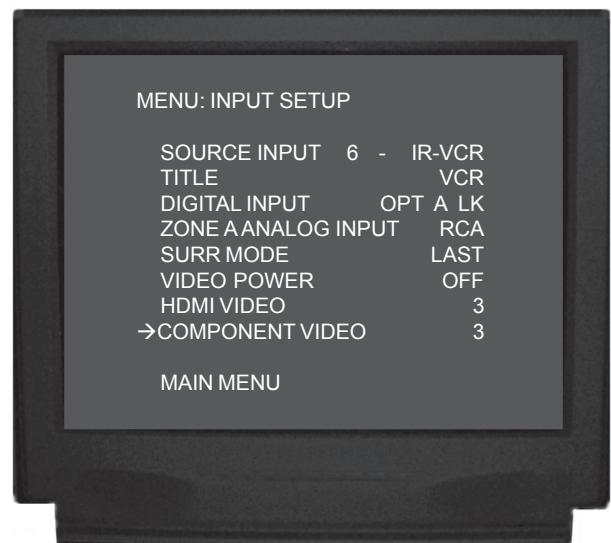 MENU: INPUT SETUP
SOURCE INPUT 6 - IR-VCR
TITLE VCR
DIGITAL INPUT OPT A LK
ZONE A ANALOG INPUT RCA
SURR MODE LAST
VIDEO POWER OFF
HDMI VIDEO 3
→COMPONENT VIDEO 3
MAIN MENU